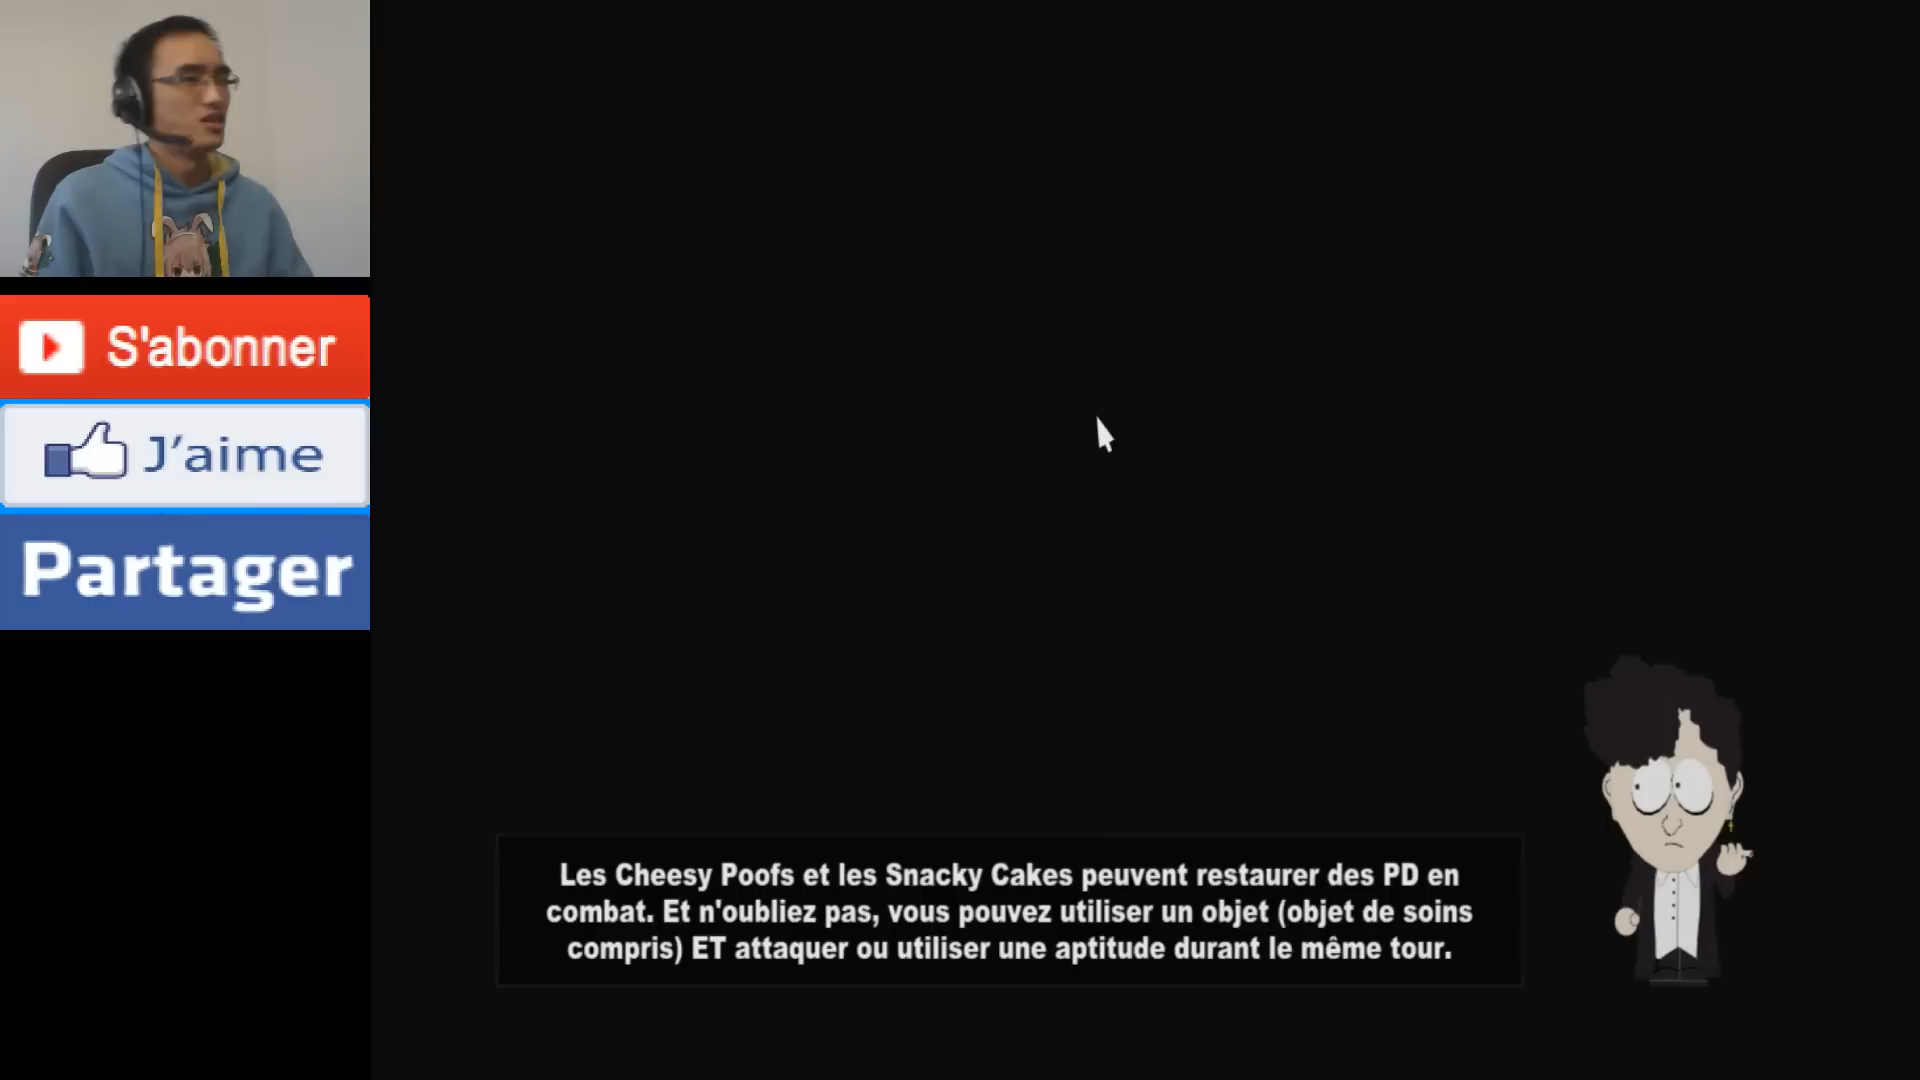 S'abonner
J'aime
Partager
Les Cheesy Poofs et les Snacky Cakes peuvent restaurer des PD en
combat. Et n'oubliez pas, vous pouvez utiliser un objet (objet de soins
compris) ET attaquer ou utiliser une aptitude durant le même tour.